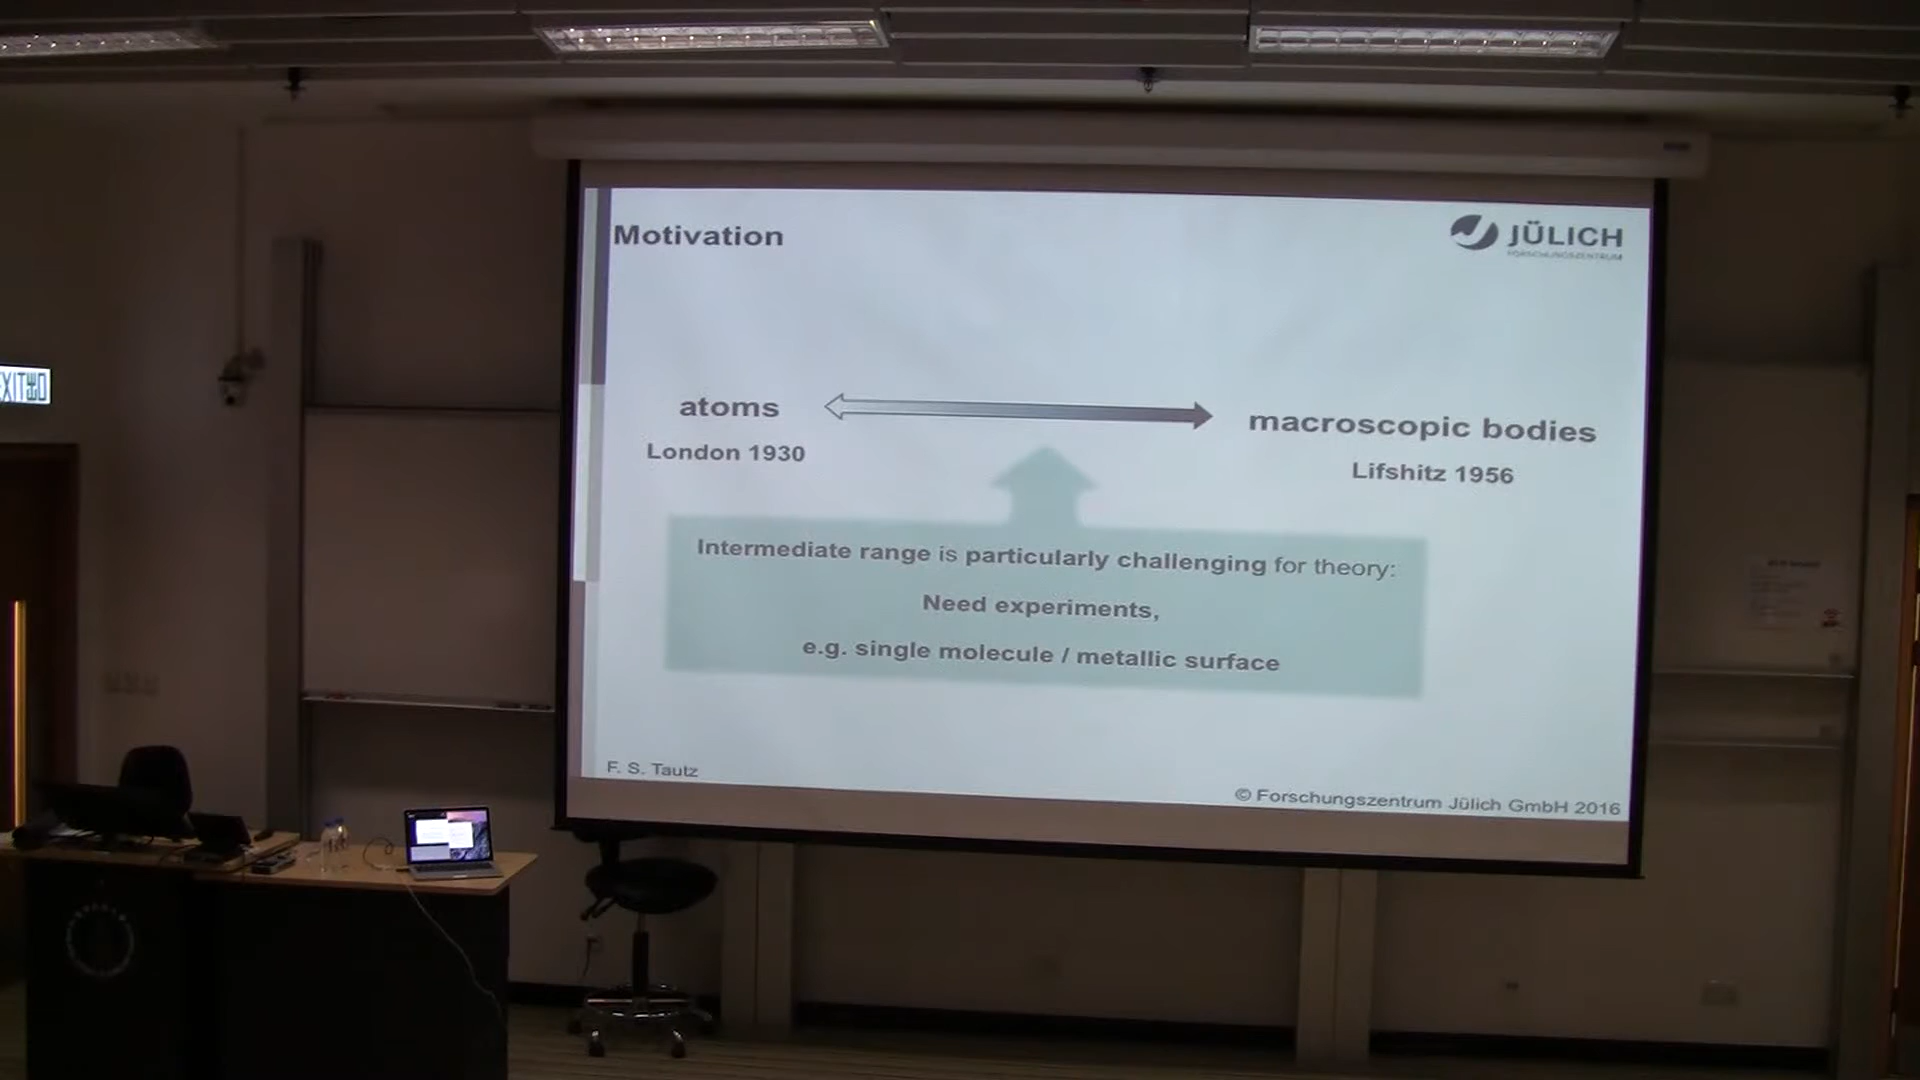 Motivation
JÜLICH
FORSCHUNGSZENTRUM
atoms
macroscopic bodies
London 1930
Lifshitz 1956
Intermediate range is particularly challenging for theory:
Need experiments,
e.g. single molecule / metallic surface
F. S. Tautz
© Forschungszentrum Jülich GmbH 2016
EXIT